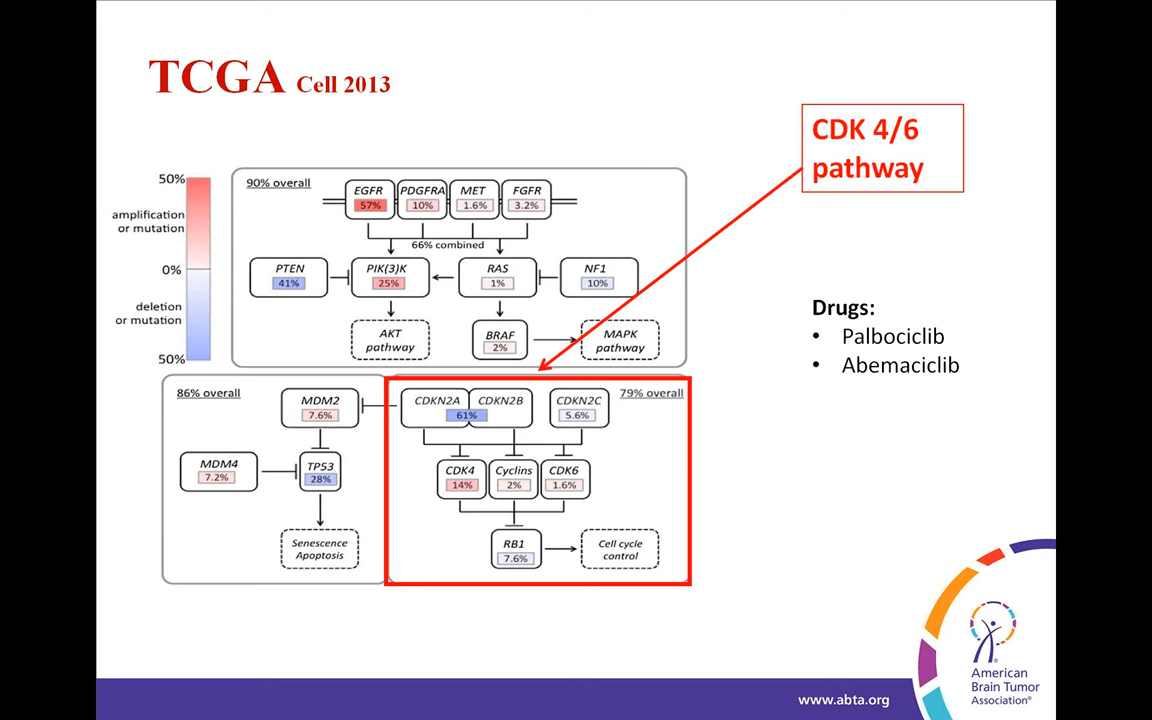 TCGA Cell 2013
CDK 4/6
pathway
50%
amplification
or mutation
0%
deletion
or mutation
50%
90% overall
EGFR
57%
PDGFRA
10%
MET
1.6%
FGFR
3.2%
66% combined
PTEN
41%
PIK(3)K
25%
RAS
1%
NF1
10%
AKT
pathway
BRAF
2%
MAPK
pathway
86% overall
MDM2
7.6%
MDM4
7.2%
TP53
28%
Senescence
Apoptosis
79% overall
CDKN2A CDKN2B
61%
CDKN2C
5.6%
CDK4
14%
Cyclins
2%
CDK6
1.6%
RB1
7.6%
Cell cycle
control
Drugs:
• Palbociclib
• Abemaciclib
www.abta.org
American
Brain Tumor
Association®